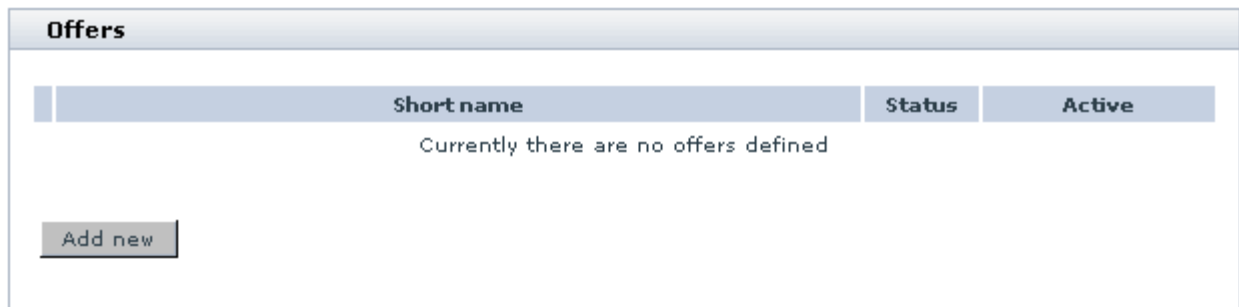 Offers
Short name Status Active
Currently there are no offers defined
Add new